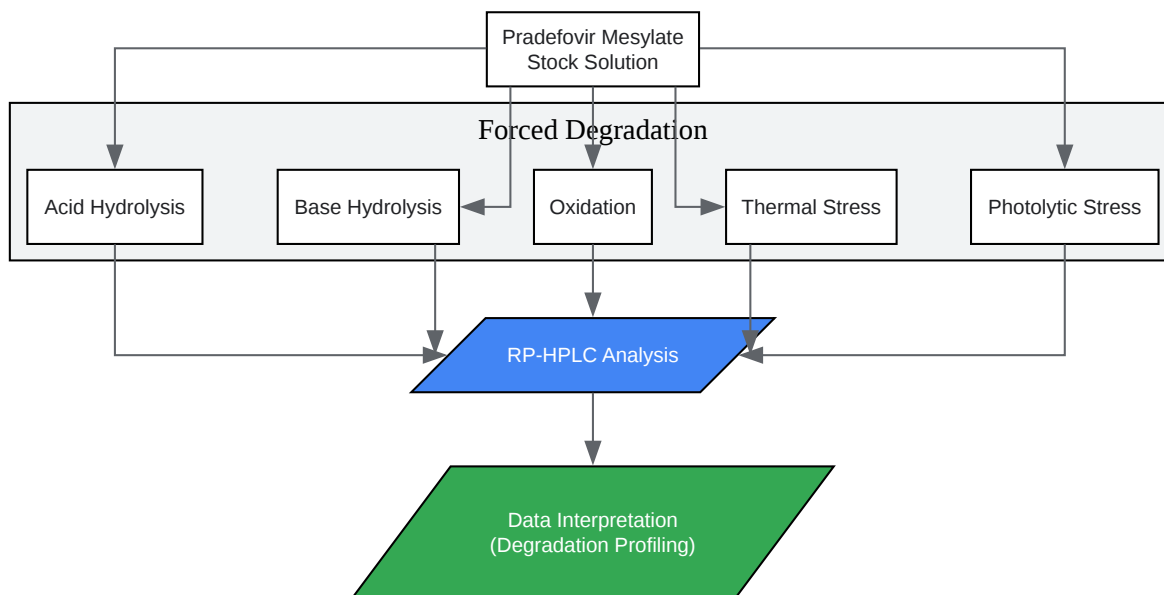 Pradefovir Mesylate
Stock Solution
Forced Degradation
Acid Hydrolysis
Base Hydrolysis
Oxidation
Thermal Stress
Photolytic Stress
RP-HPLC Analysis
Data Interpretation
(Degradation Profiling)